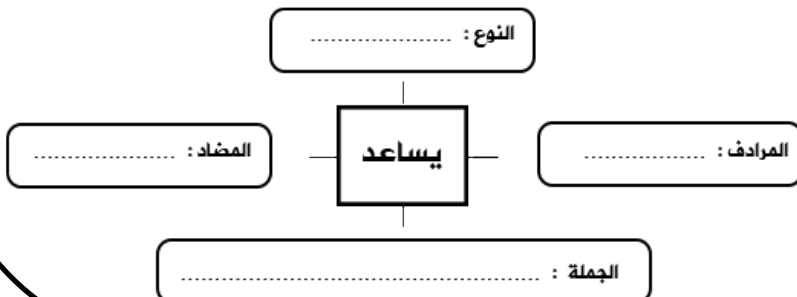 النوع : ....................
المرادف : .................
يساعد
المضاد : ....................
الجملة : ...................................................